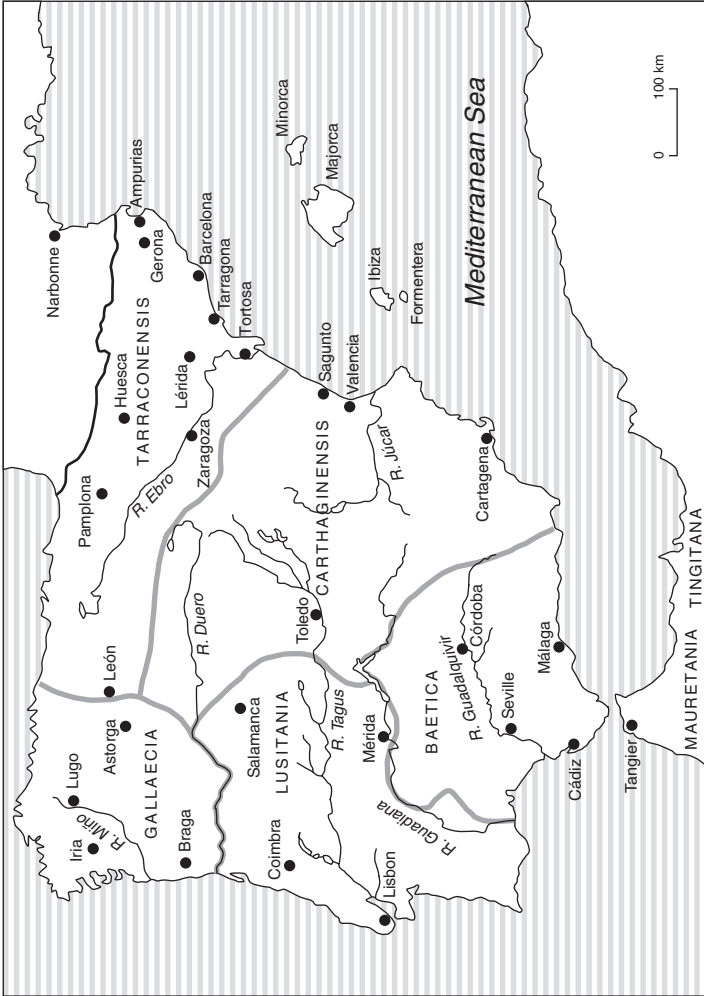 Narbonne
Ampurias
Gerona
Barcelona
Tarragona
Tortosa
Huesca
TARRACONENSIS
Lérida
Zaragoza
Pamplona
R. Ebro
León
Lugo
Astorga
Iria
R. Miño
GALLAECIA
Braga
R. Duero
Salamanca
LUSITANIA
Coimbra
R. Tagus
Toledo
Mérida
Lisbon
R. Guadiana
CARTHAGINENSIS
Sagunto
Valencia
R. Júcar
Cartagena
BAETICA
R. Guadalquivir
Córdoba
Seville
Málaga
Cádiz
Tangier
MAURETANIA TINGITANA
Minorca
Majorca
Ibiza
Formentera
Mediterranean Sea
0 100 km